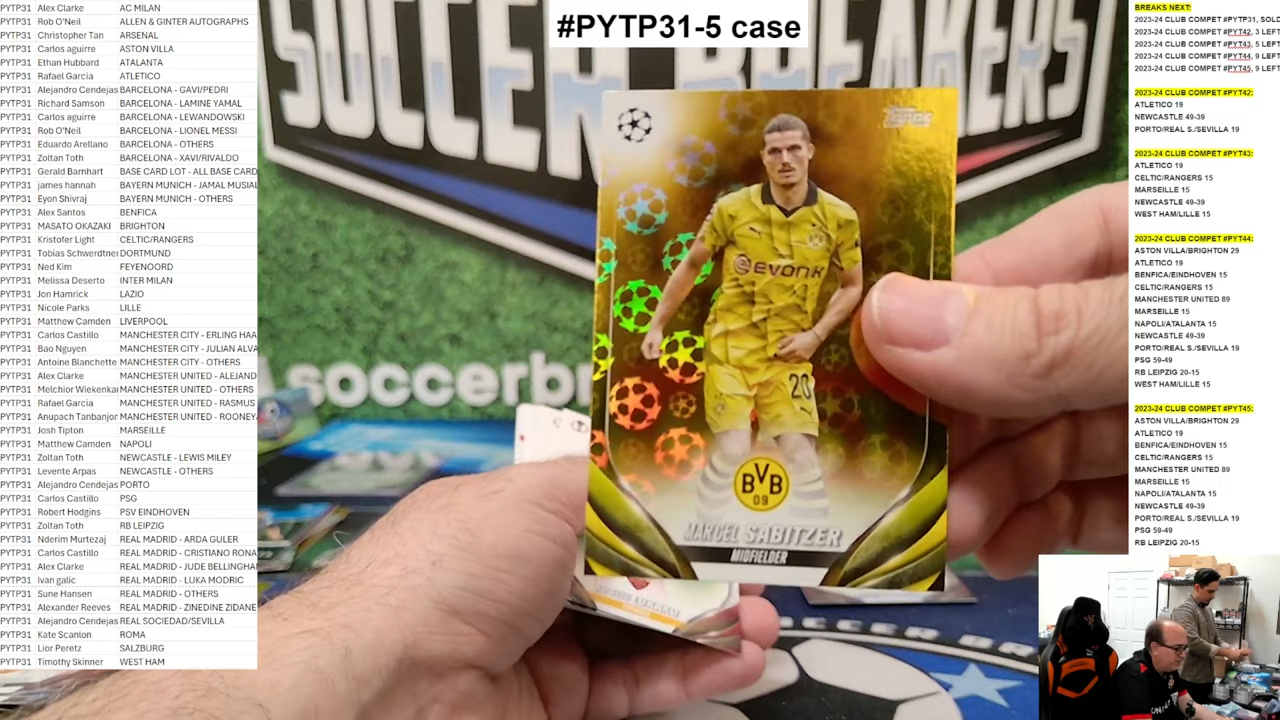 #PYTP31-5 case
SOCCER BREAKERS
soccerbr
PYTP31 Alex Clarke AC MILAN
PYTP31 Rob O'Neil ALLEN & GINTER AUTOGRAPHS
PYTP31 Christopher Tan ARSENAL
PYTP31 Carlos aguirre ASTON VILLA
PYTP31 Ethan Hubbard ATALANTA
PYTP31 Rafael Garcia ATLETICO
PYTP31 Alejandro Cendejas BARCELONA - GAVI/PEDRI
PYTP31 Richard Samson BARCELONA - LAMINE YAMAL
PYTP31 Carlos aguirre BARCELONA - LEWANDOWSKI
PYTP31 Rob O'Neil BARCELONA - LIONEL MESSI
PYTP31 Eduardo Arellano BARCELONA - OTHERS
PYTP31 Zoltan Toth BARCELONA - XAVI/RIVALDO
PYTP31 Gerald Barnhart BASE CARD LOT - ALL BASE CARD
PYTP31 james hannah BAYERN MUNICH - JAMAL MUSIAL
PYTP31 Eyon Shivraj BAYERN MUNICH - OTHERS
PYTP31 Alex Santos BENFICA
PYTP31 MASATO OKAZAKI BRIGHTON
PYTP31 Kristofer Light CELTIC/RANGERS
PYTP31 Tobias Schwerdtner DORTMUND
PYTP31 Ned Kim FEYENOORD
PYTP31 Melissa Deserto INTER MILAN
PYTP31 Jon Hamrick LAZIO
PYTP31 Nicole Parks LILLE
PYTP31 Matthew Camden LIVERPOOL
PYTP31 Carlos Castillo MANCHESTER CITY - ERLING HAA
PYTP31 Bao Nguyen MANCHESTER CITY - JULIAN ALVA
PYTP31 Antoine Blanchette MANCHESTER CITY - OTHERS
PYTP31 Alex Clarke MANCHESTER UNITED - ALEJAND
PYTP31 Melchior Wiekenkar MANCHESTER UNITED - OTHERS
PYTP31 Rafael Garcia MANCHESTER UNITED - RASMUS
PYTP31 Anupach Tanbanjor MANCHESTER UNITED - ROONEY
PYTP31 Josh Tipton MARSEILLE
PYTP31 Matthew Camden NAPOLI
PYTP31 Zoltan Toth NEWCASTLE - LEWIS MILEY
PYTP31 Levente Arpas NEWCASTLE - OTHERS
PYTP31 Alejandro Cendejas PORTO
PYTP31 Carlos Castillo PSG
PYTP31 Robert Hodgins PSV EINDHOVEN
PYTP31 Zoltan Toth RB LEIPZIG
PYTP31 Nderim Murtezaj REAL MADRID - ARDA GULER
PYTP31 Carlos Castillo REAL MADRID - CRISTIANO RONA
PYTP31 Alex Clarke REAL MADRID - JUDE BELLINGHA
PYTP31 Ivan galic REAL MADRID - LUKA MODRIC
PYTP31 Sune Hansen REAL MADRID - OTHERS
PYTP31 Alexander Reeves REAL MADRID - ZINEDINE ZIDANE
PYTP31 Alejandro Cendejas REAL SOCIEDAD/SEVILLA
PYTP31 Kate Scanlon ROMA
PYTP31 Lior Peretz SALZBURG
PYTP31 Timothy Skinner WEST HAM
Topps
evonik
20
BVB
09
MARCEL SABITZER
MIDFIELDER
LUKAKU
BREAKS NEXT:
2023-24 CLUB COMPET #PYTP31, SOLD
2023-24 CLUB COMPET #PYT42, 3 LEFT
2023-24 CLUB COMPET #PYT43, 5 LEFT
2023-24 CLUB COMPET #PYT44, 9 LEFT
2023-24 CLUB COMPET #PYT45, 9 LEFT
2023-24 CLUB COMPET #PYT42:
ATLETICO 19
NEWCASTLE 49-39
PORTO/REAL S./SEVILLA 19
2023-24 CLUB COMPET #PYT43:
ATLETICO 19
CELTIC/RANGERS 15
MARSEILLE 15
NEWCASTLE 49-39
WEST HAM/LILLE 15
2023-24 CLUB COMPET #PYT44:
ASTON VILLA/BRIGHTON 29
ATLETICO 19
BENFICA/EINDHOVEN 15
CELTIC/RANGERS 15
MANCHESTER UNITED 89
MARSEILLE 15
NAPOLI/ATALANTA 15
NEWCASTLE 49-39
PORTO/REAL S./SEVILLA 19
PSG 59-49
RB LEIPZIG 20-15
WEST HAM/LILLE 15
2023-24 CLUB COMPET #PYT45:
ASTON VILLA/BRIGHTON 29
ATLETICO 19
BENFICA/EINDHOVEN 15
CELTIC/RANGERS 15
MANCHESTER UNITED 89
MARSEILLE 15
NAPOLI/ATALANTA 15
NEWCASTLE 49-39
PORTO/REAL S./SEVILLA 19
PSG 59-49
RB LEIPZIG 20-15